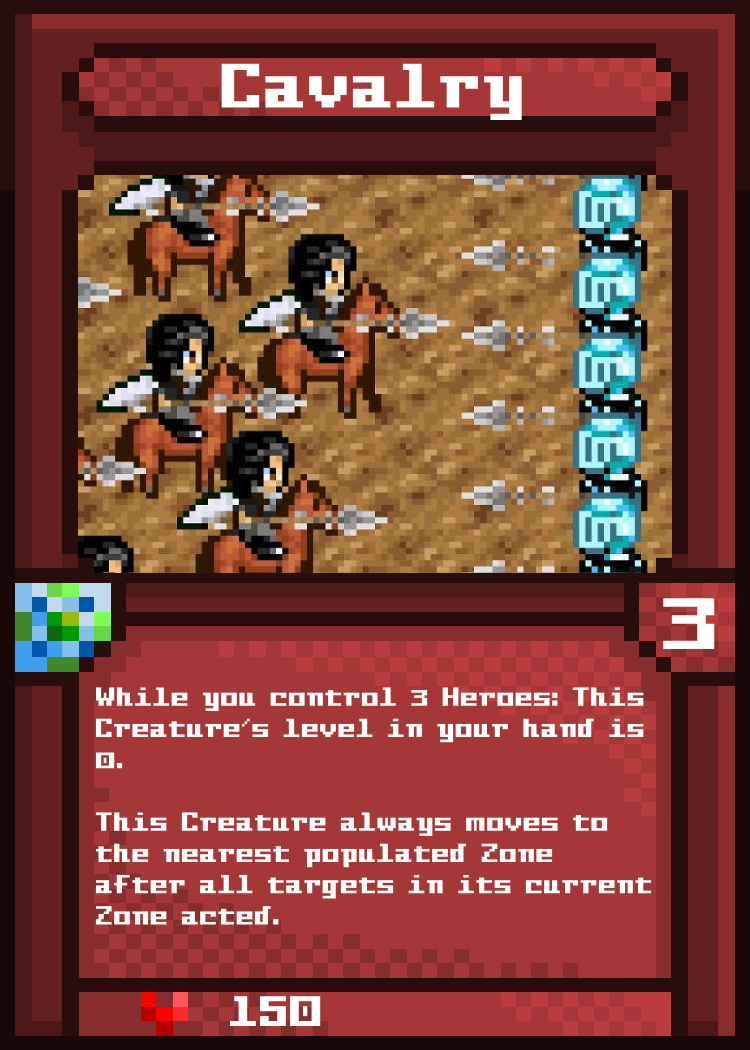 Cavalry
3
While you control 3 Heroes: This
Creature's level in your hand is
0.
This Creature always moves to
the nearest populated Zone
after all targets in its current
Zone acted.
150